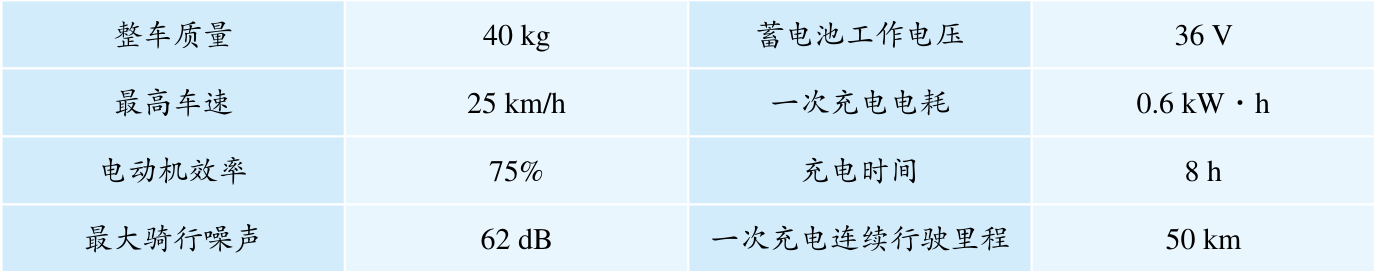 整车质量 40 kg 蓄电池工作电压 36 V
最高车速 25 km/h 一次充电电耗 0.6 kW·h
电动机效率 75% 充电时间 8 h
最大骑行噪声 62 dB 一次充电连续行驶里程 50 km